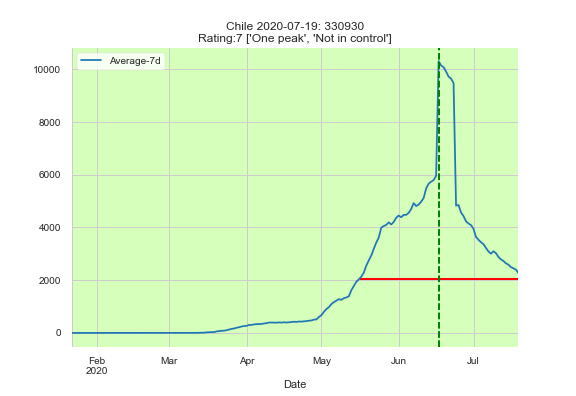 Chile 2020-07-19: 330930
Rating:7 ['One peak', 'Not in control']
Average-7d
10000
8000
6000
4000
2000
0
Feb
2020
Mar
Apr
May
Jun
Jul
Date